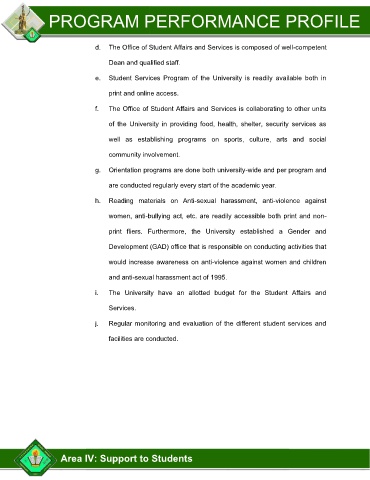 PROGRAM PERFORMANCE PROFILE
d. The Office of Student Affairs and Services is composed of well-competent
Dean and qualified staff.
e. Student Services Program of the University is readily available both in
print and online access.
f. The Office of Student Affairs and Services is collaborating to other units
of the University in providing food, health, shelter, security services as
well as establishing programs on sports, culture, arts and social
community involvement.
g. Orientation programs are done both university-wide and per program and
are conducted regularly every start of the academic year.
h. Reading materials on Anti-sexual harassment, anti-violence against
women, anti-bullying act, etc. are readily accessible both print and non-
print fliers. Furthermore, the University established a Gender and
Development (GAD) office that is responsible on conducting activities that
would increase awareness on anti-violence against women and children
and anti-sexual harassment act of 1995.
i. The University have an allotted budget for the Student Affairs and
Services.
j. Regular monitoring and evaluation of the different student services and
facilities are conducted.
Area IV: Support to Students